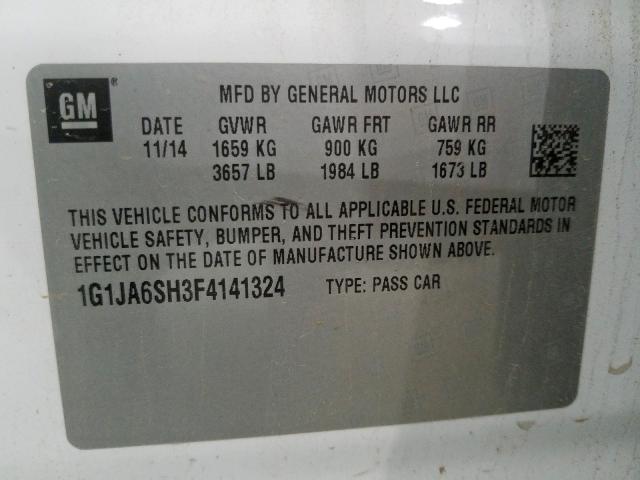 GM
MFD BY GENERAL MOTORS LLC
DATE GVWR GAWR FRT GAWR RR
11/14 1659 KG 900 KG 759 KG
3657 LB 1984 LB 1673 LB
THIS VEHICLE CONFORMS TO ALL APPLICABLE U.S. FEDERAL MOTOR
VEHICLE SAFETY, BUMPER, AND THEFT PREVENTION STANDARDS IN
EFFECT ON THE DATE OF MANUFACTURE SHOWN ABOVE.
1G1JA6SH3F4141324 TYPE: PASS CAR